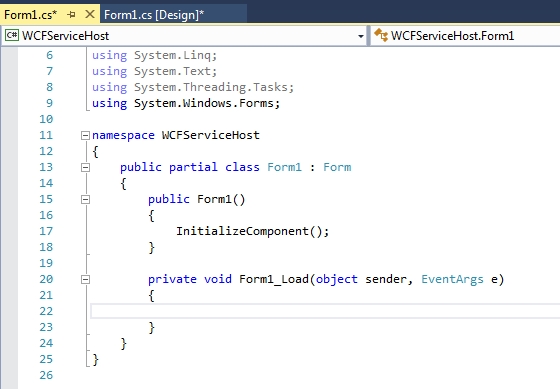 Form1.cs*
Form1.cs [Design]*
C# WCFServiceHost
WCFServiceHost.Form1
6 using System.Linq;
7 using System.Text;
8 using System.Threading.Tasks;
9 using System.Windows.Forms;
10
11 namespace WCFServiceHost
12 {
13 public partial class Form1 : Form
14 {
15 public Form1()
16 {
17 InitializeComponent();
18 }
19
20 private void Form1_Load(object sender, EventArgs e)
21 {
22
23 }
24 }
25 }
26